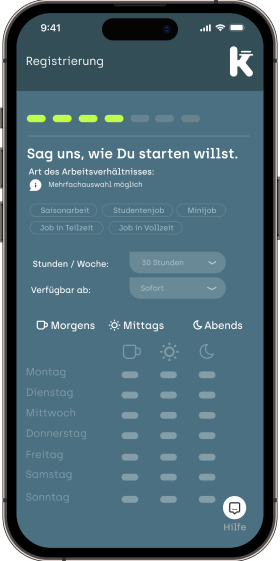 9:41
Registrierung
k
Sag uns, wie Du starten willst.
Art des Arbeitsverhältnisses:
Mehrfachauswahl möglich
Saisonarbeit Studentenjob Minijob
Job in Teilzeit Job in Vollzeit
Stunden / Woche: 30 Stunden
Verfügbar ab: Sofort
Morgens Mittags Abends
Montag
Dienstag
Mittwoch
Donnerstag
Freitag
Samstag
Sonntag
Hilfe